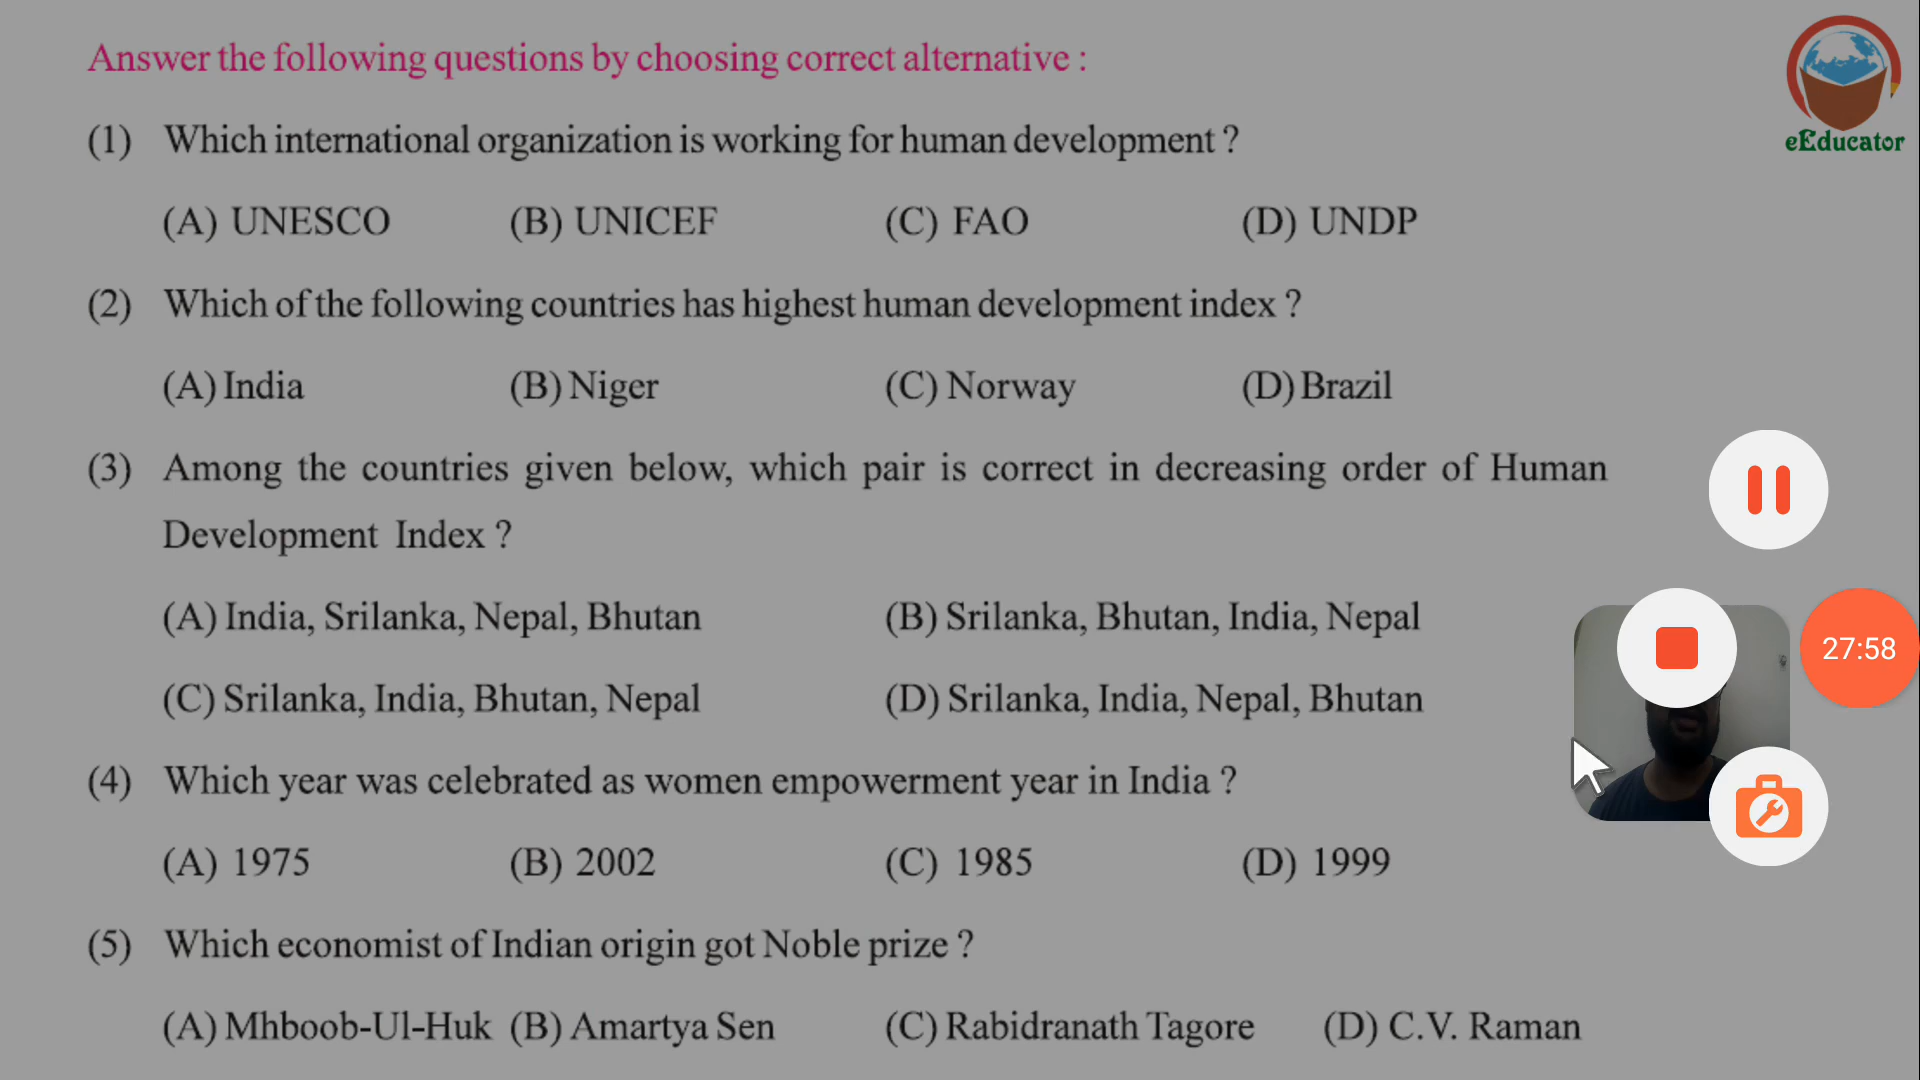 Answer the following questions by choosing correct alternative :
eEducator
(1) Which international organization is working for human development ?
(A) UNESCO (B) UNICEF (C) FAO (D) UNDP
(2) Which of the following countries has highest human development index ?
(A) India (B) Niger (C) Norway (D) Brazil
(3) Among the countries given below, which pair is correct in decreasing order of Human
Development Index ?
(A) India, Srilanka, Nepal, Bhutan (B) Srilanka, Bhutan, India, Nepal
27:58
(C) Srilanka, India, Bhutan, Nepal (D) Srilanka, India, Nepal, Bhutan
(4) Which year was celebrated as women empowerment year in India ?
(A) 1975 (B) 2002 (C) 1985 (D) 1999
(5) Which economist of Indian origin got Noble prize ?
(A) Mhboob-Ul-Huk (B) Amartya Sen (C) Rabidranath Tagore (D) C.V. Raman